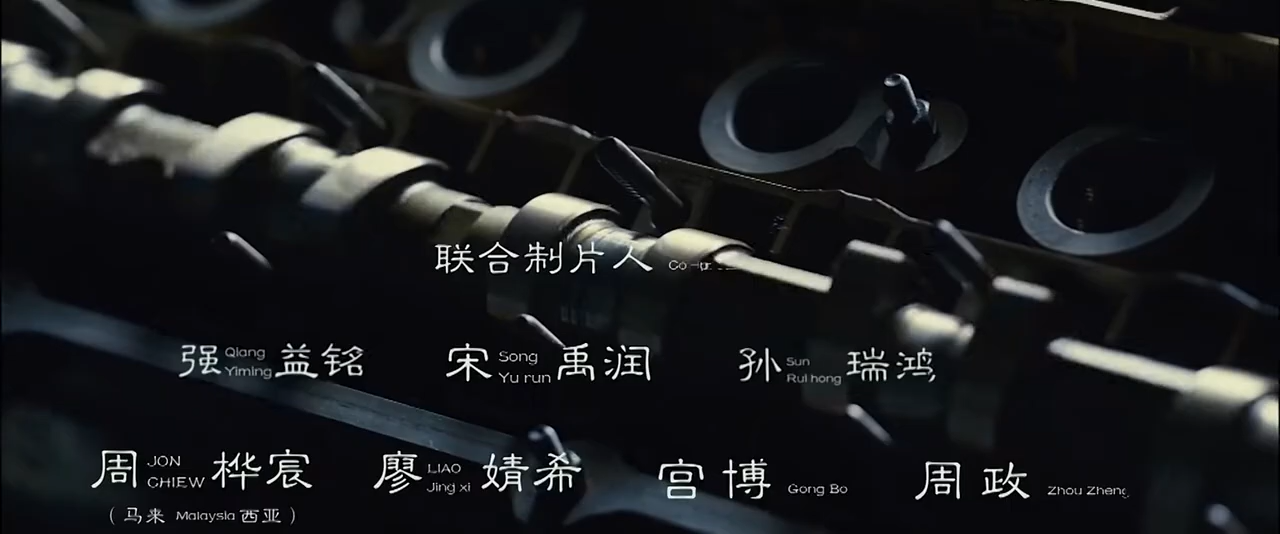 联合制片人
强 Qiang Yiming 益铭 宋 Song Yu run 禹润 孙 Sun Rui hong 瑞鸿
周 JON CHIEW 桦宸 廖 LIAO Jing xi 婧希 宫博 Gong Bo 周政 Zhou Zheng
（马来 Malaysia 西亚）